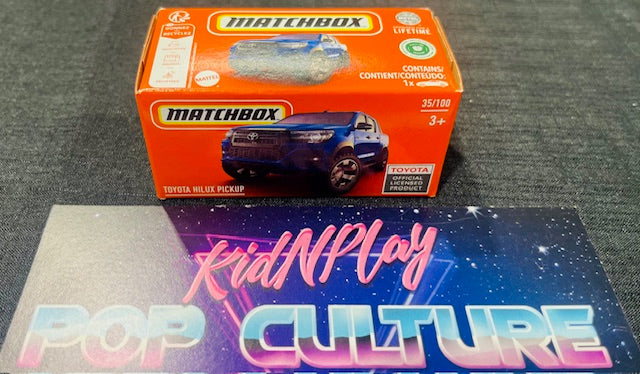 MATCHBOX
LIFETIME
MATTEL
CONTAINS/
CONTIENT/CONTEÚDO:
1x
MATCHBOX
35/100
3+
TOYOTA
OFFICIAL
LICENSED
PRODUCT
TOYOTA HILUX PICKUP
KidNPlay
POP CULTURE